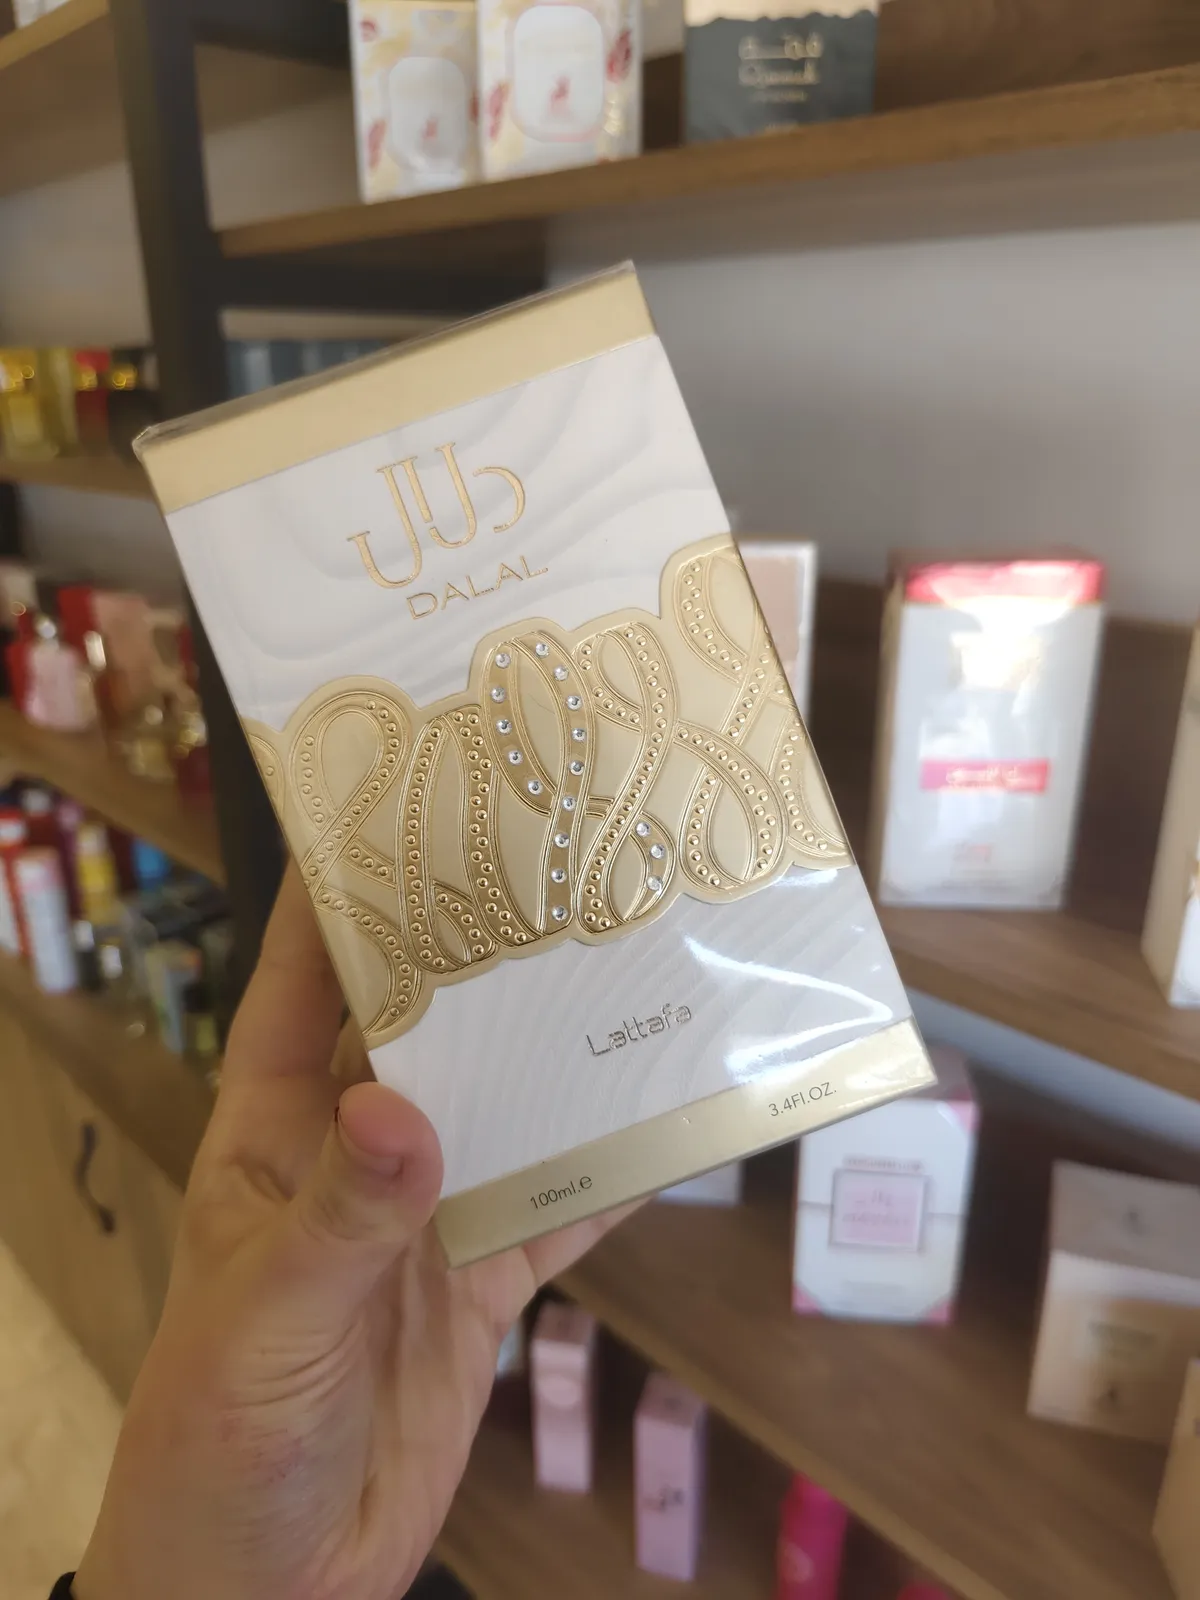 دلال
DALAL
Lattafa
100ml.e 3.4Fl.OZ.